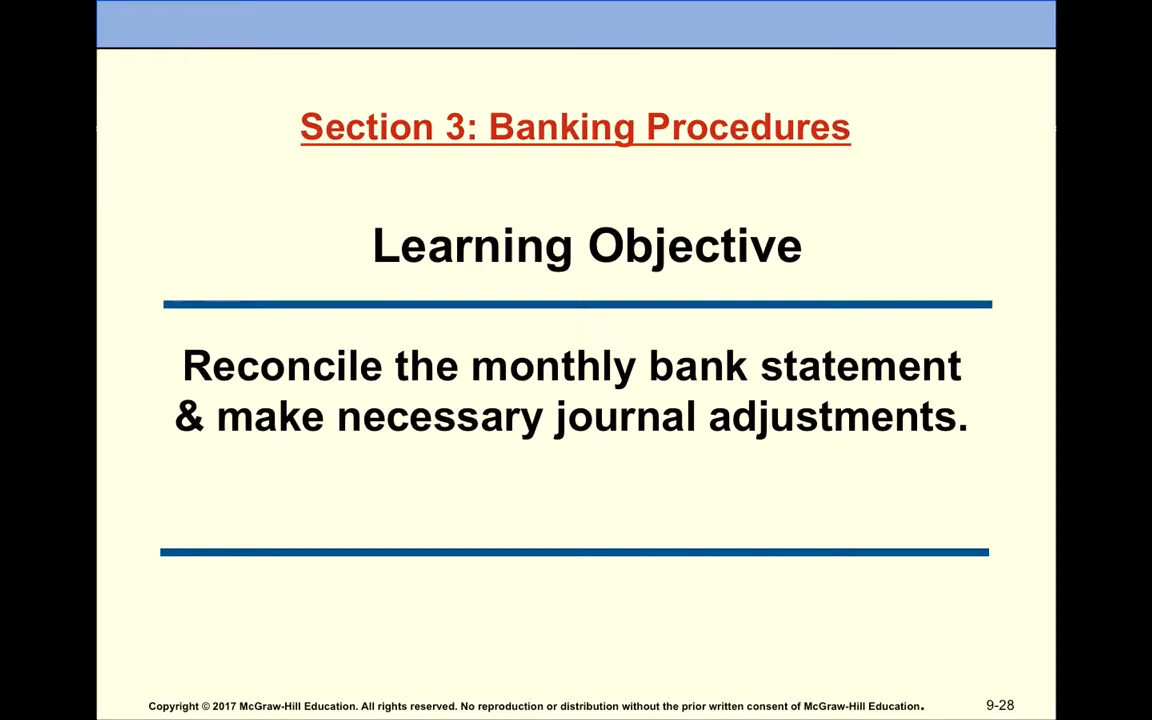 Section 3: Banking Procedures
Learning Objective
Reconcile the monthly bank statement
& make necessary journal adjustments.
Copyright © 2017 McGraw-Hill Education. All rights reserved. No reproduction or distribution without the prior written consent of McGraw-Hill Education.
9-28